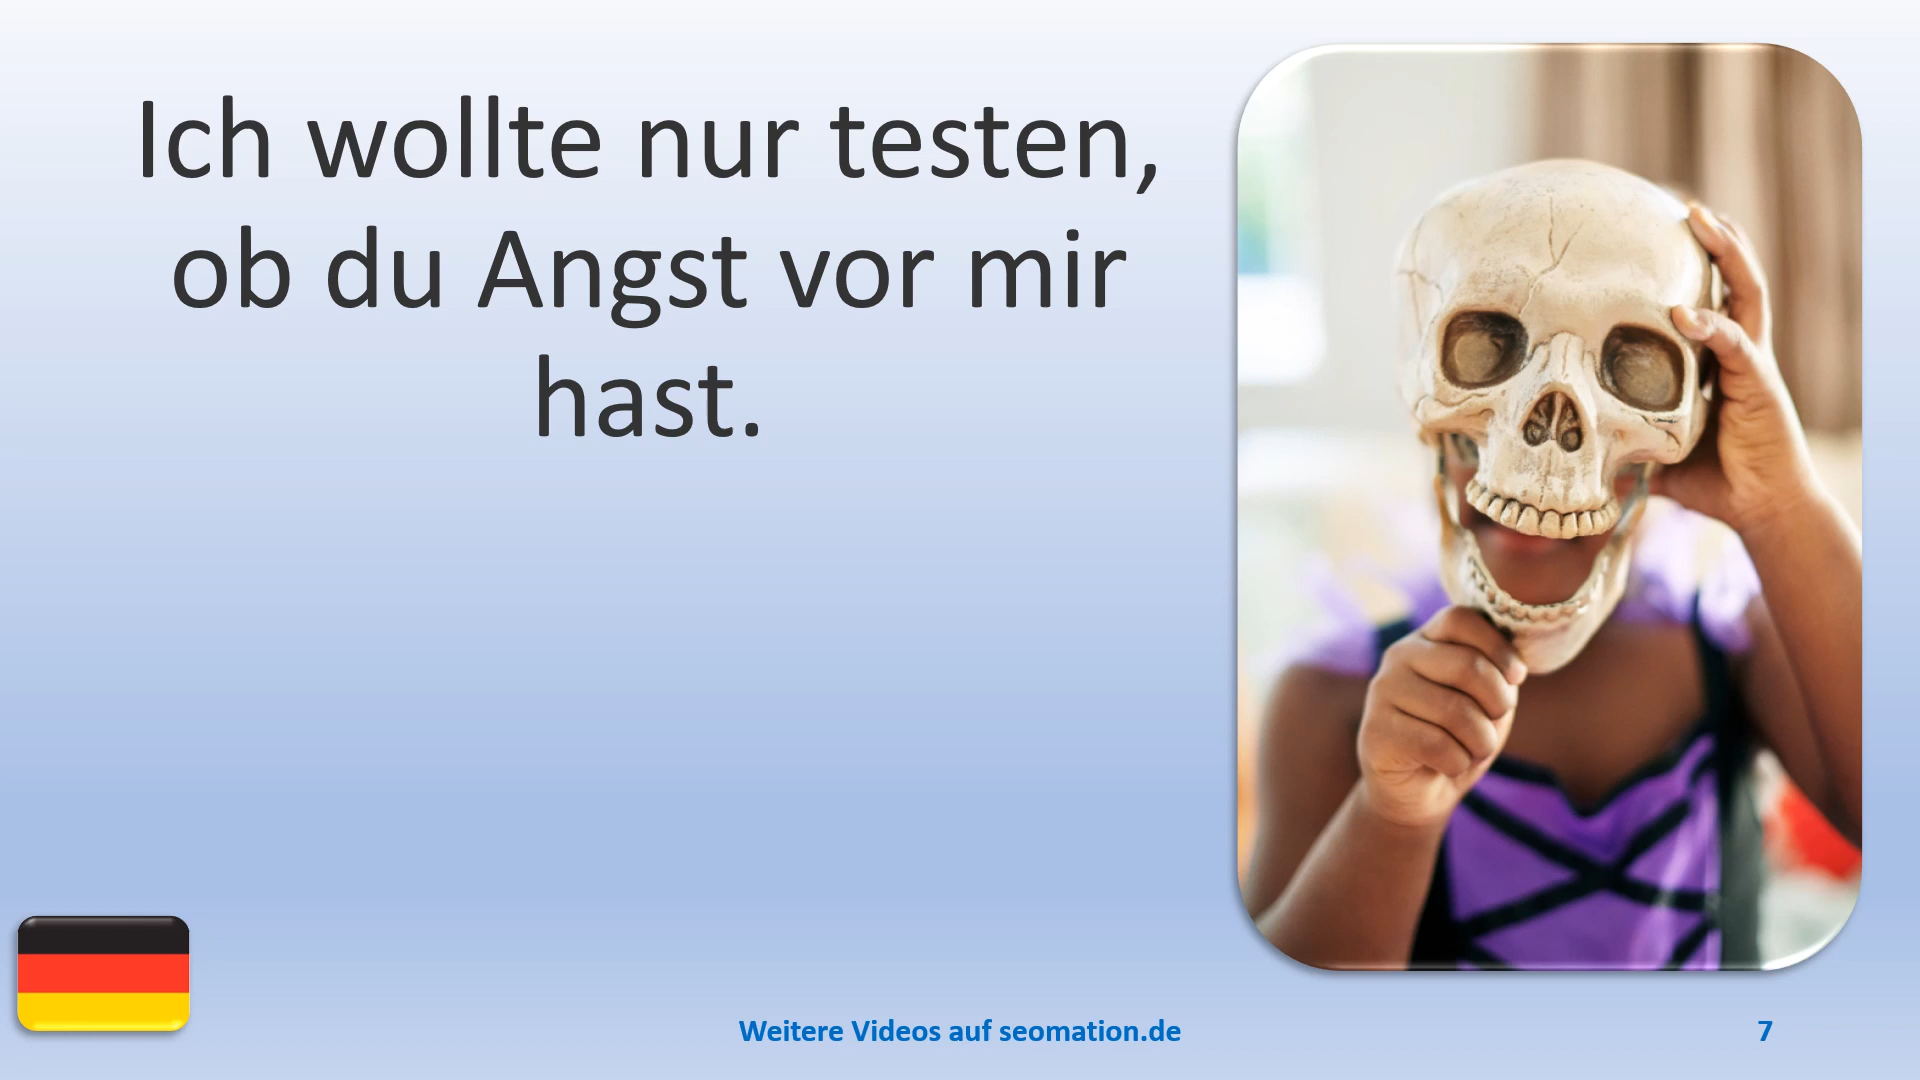 Ich wollte nur testen,
ob du Angst vor mir
hast.
Weitere Videos auf seomation.de
7